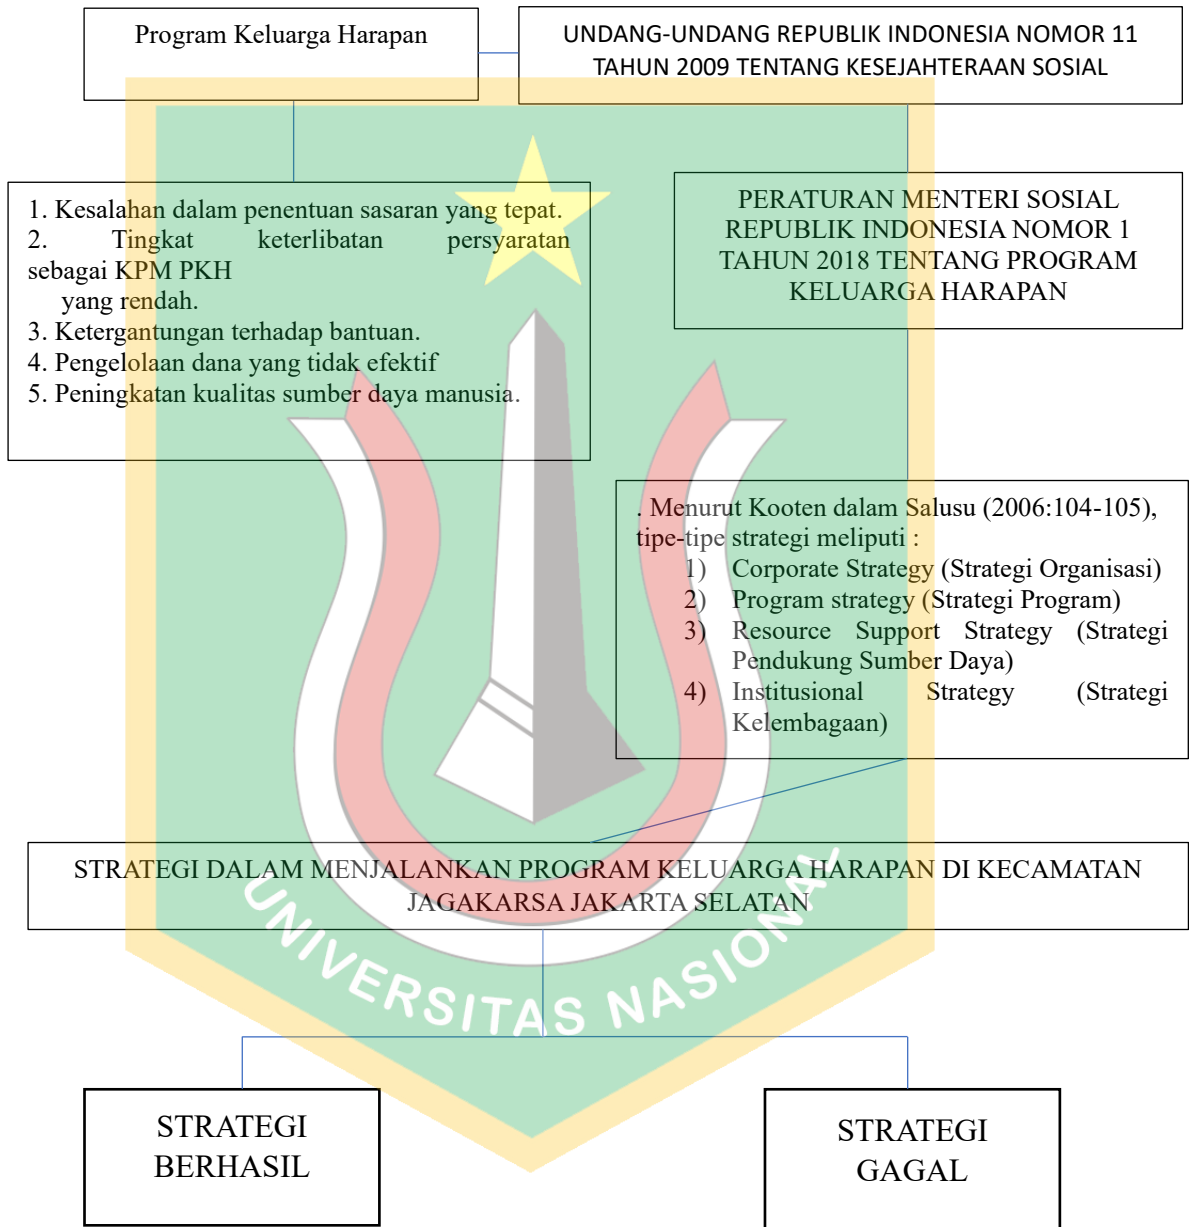 Program Keluarga Harapan
UNDANG-UNDANG REPUBLIK INDONESIA NOMOR 11
TAHUN 2009 TENTANG KESEJAHTERAAN SOSIAL
1. Kesalahan dalam penentuan sasaran yang tepat.
2. Tingkat keterlibatan persyaratan
sebagai KPM PKH
yang rendah.
3. Ketergantungan terhadap bantuan.
4. Pengelolaan dana yang tidak efektif
5. Peningkatan kualitas sumber daya manusia.
PERATURAN MENTERI SOSIAL
REPUBLIK INDONESIA NOMOR 1
TAHUN 2018 TENTANG PROGRAM
KELUARGA HARAPAN
. Menurut Kooten dalam Salusu (2006:104-105),
tipe-tipe strategi meliputi :
1) Corporate Strategy (Strategi Organisasi)
2) Program strategy (Strategi Program)
3) Resource Support Strategy (Strategi
Pendukung Sumber Daya)
4) Institusional Strategy (Strategi
Kelembagaan)
STRATEGI DALAM MENJALANKAN PROGRAM KELUARGA HARAPAN DI KECAMATAN
JAGAKARSA JAKARTA SELATAN
UNIVERSITAS NASIONAL
STRATEGI
BERHASIL
STRATEGI
GAGAL